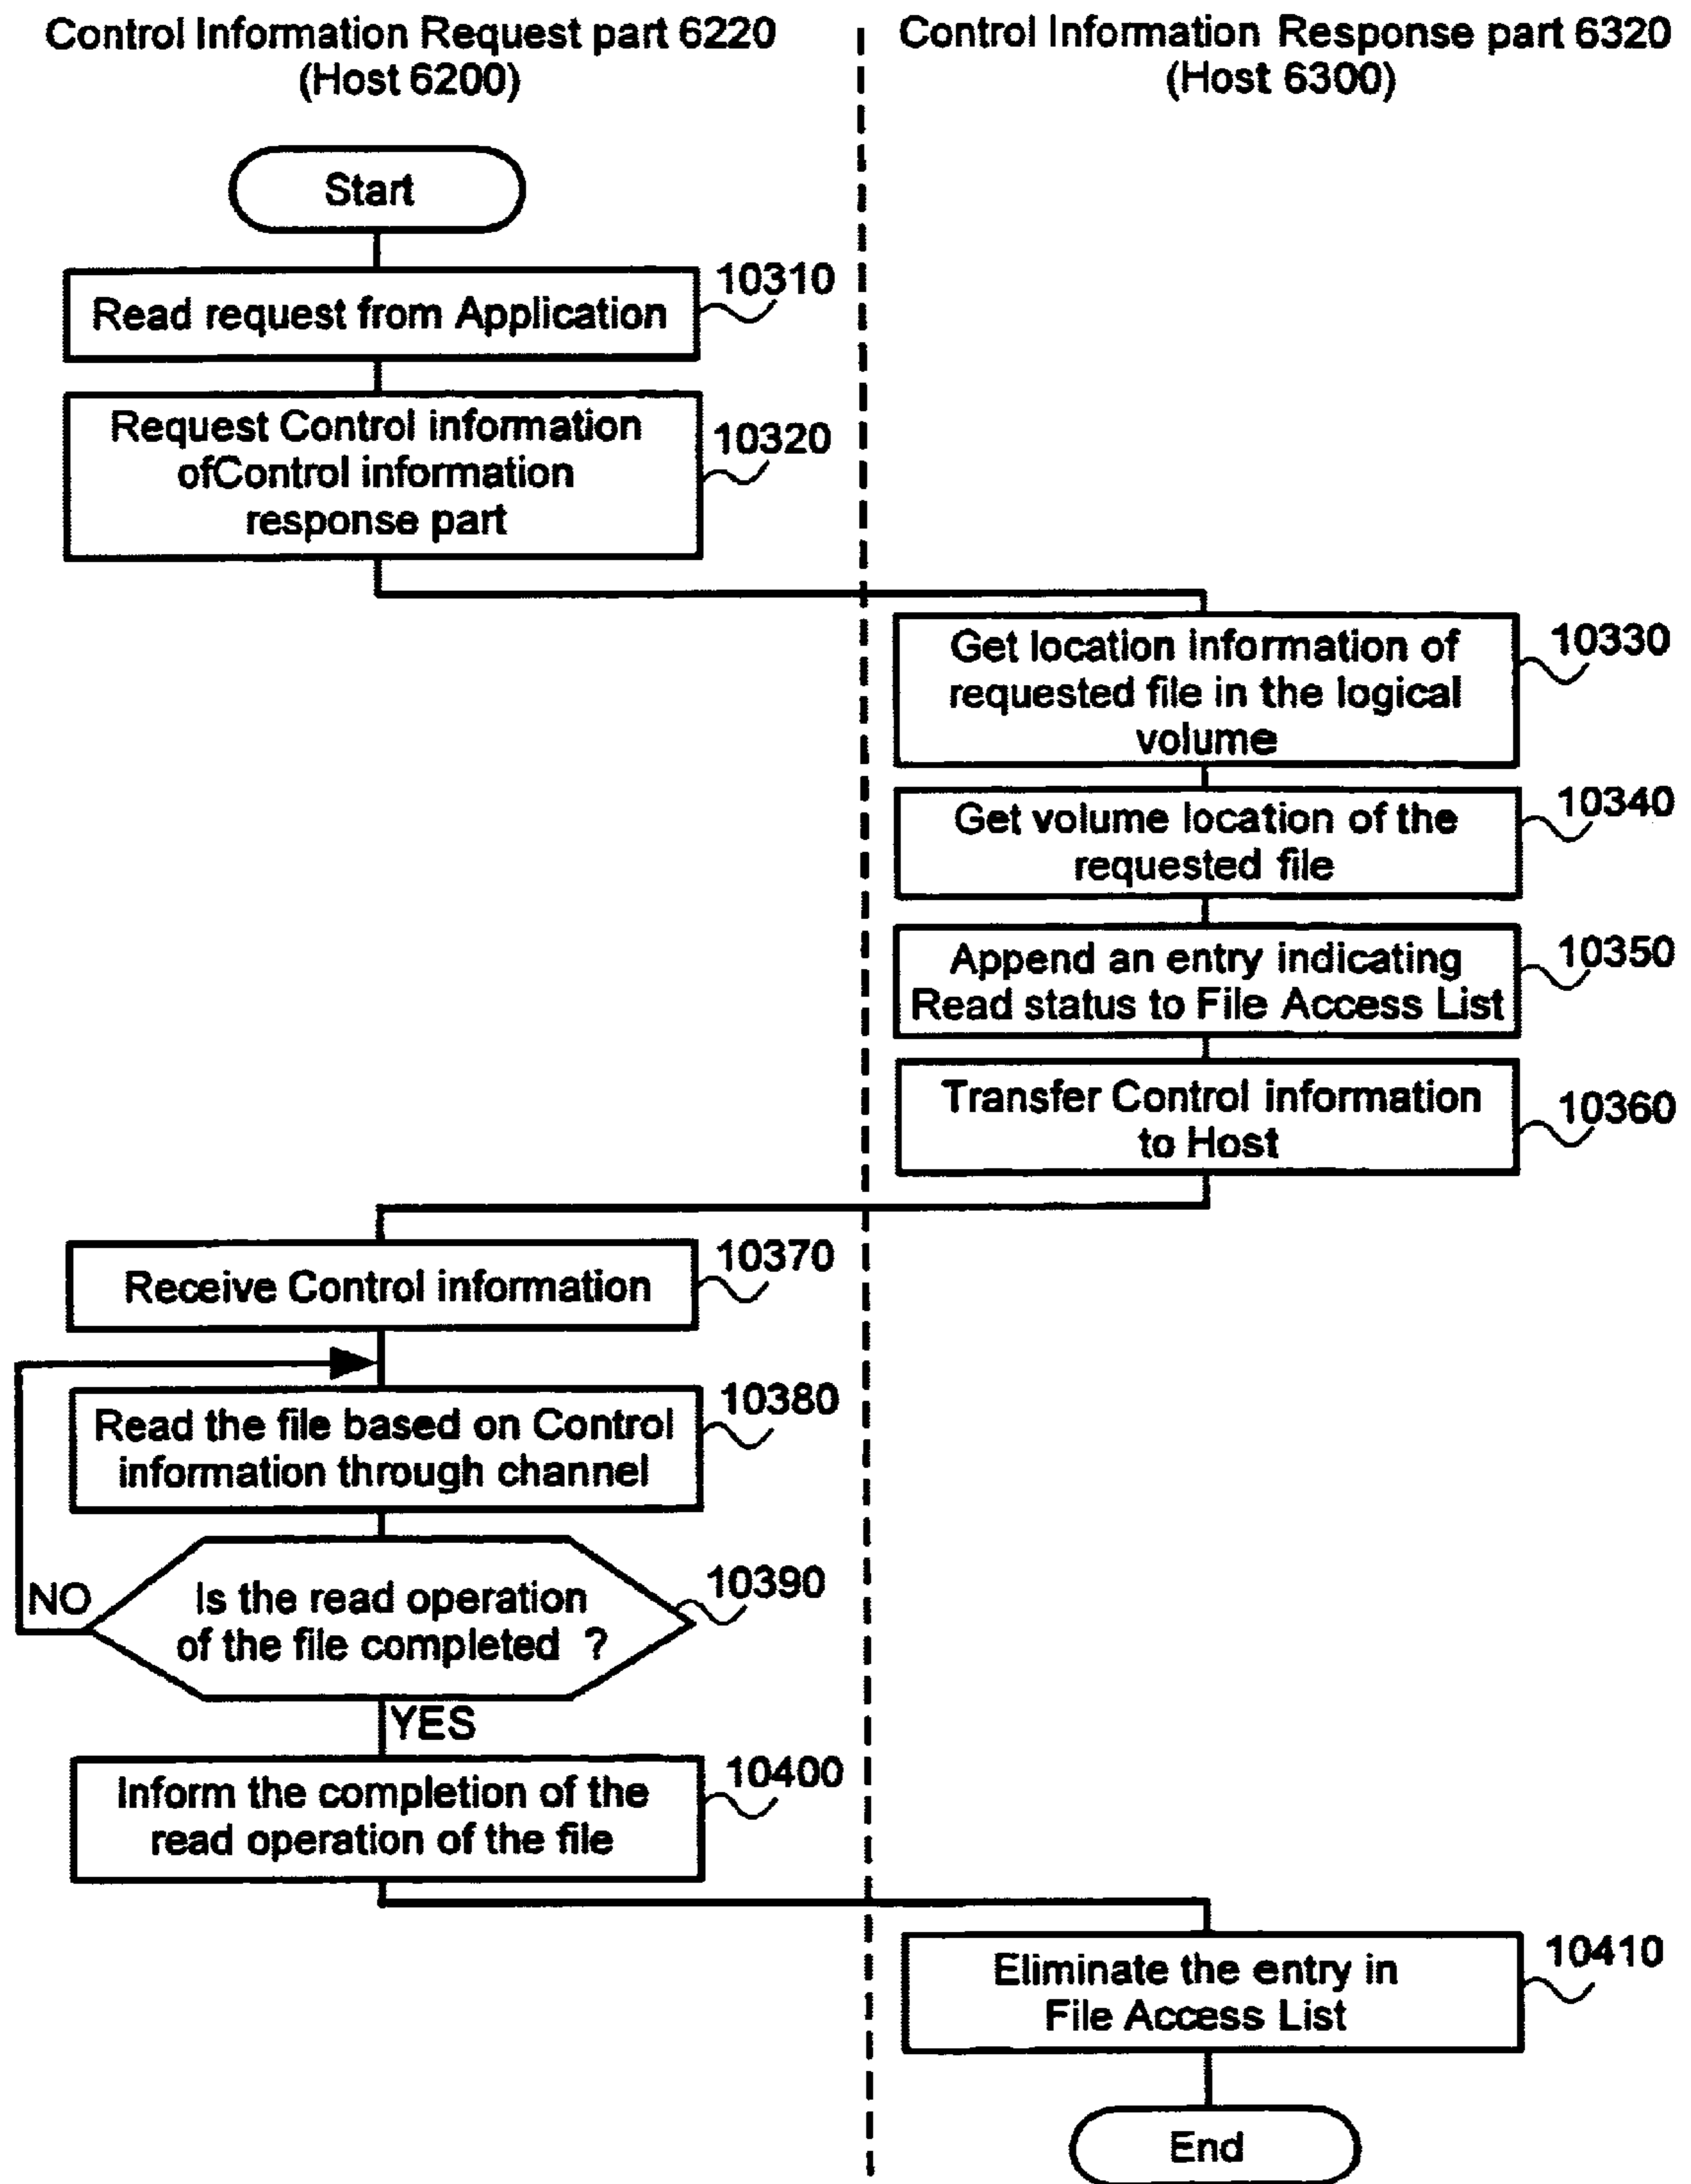 Control Information Request part 6220
(Host 6200)
Control Information Response part 6320
(Host 6300)
Start
Read request from Application
10310
Request Control information
ofControl information
response part
10320
Get location information of
requested file in the logical
volume
10330
Get volume location of the
requested file
10340
Append an entry indicating
Read status to File Access List
10350
Transfer Control information
to Host
10360
Receive Control information
10370
Read the file based on Control
information through channel
10380
Is the read operation
of the file completed ?
10390
NO
YES
Inform the completion of the
read operation of the file
10400
Eliminate the entry in
File Access List
10410
End